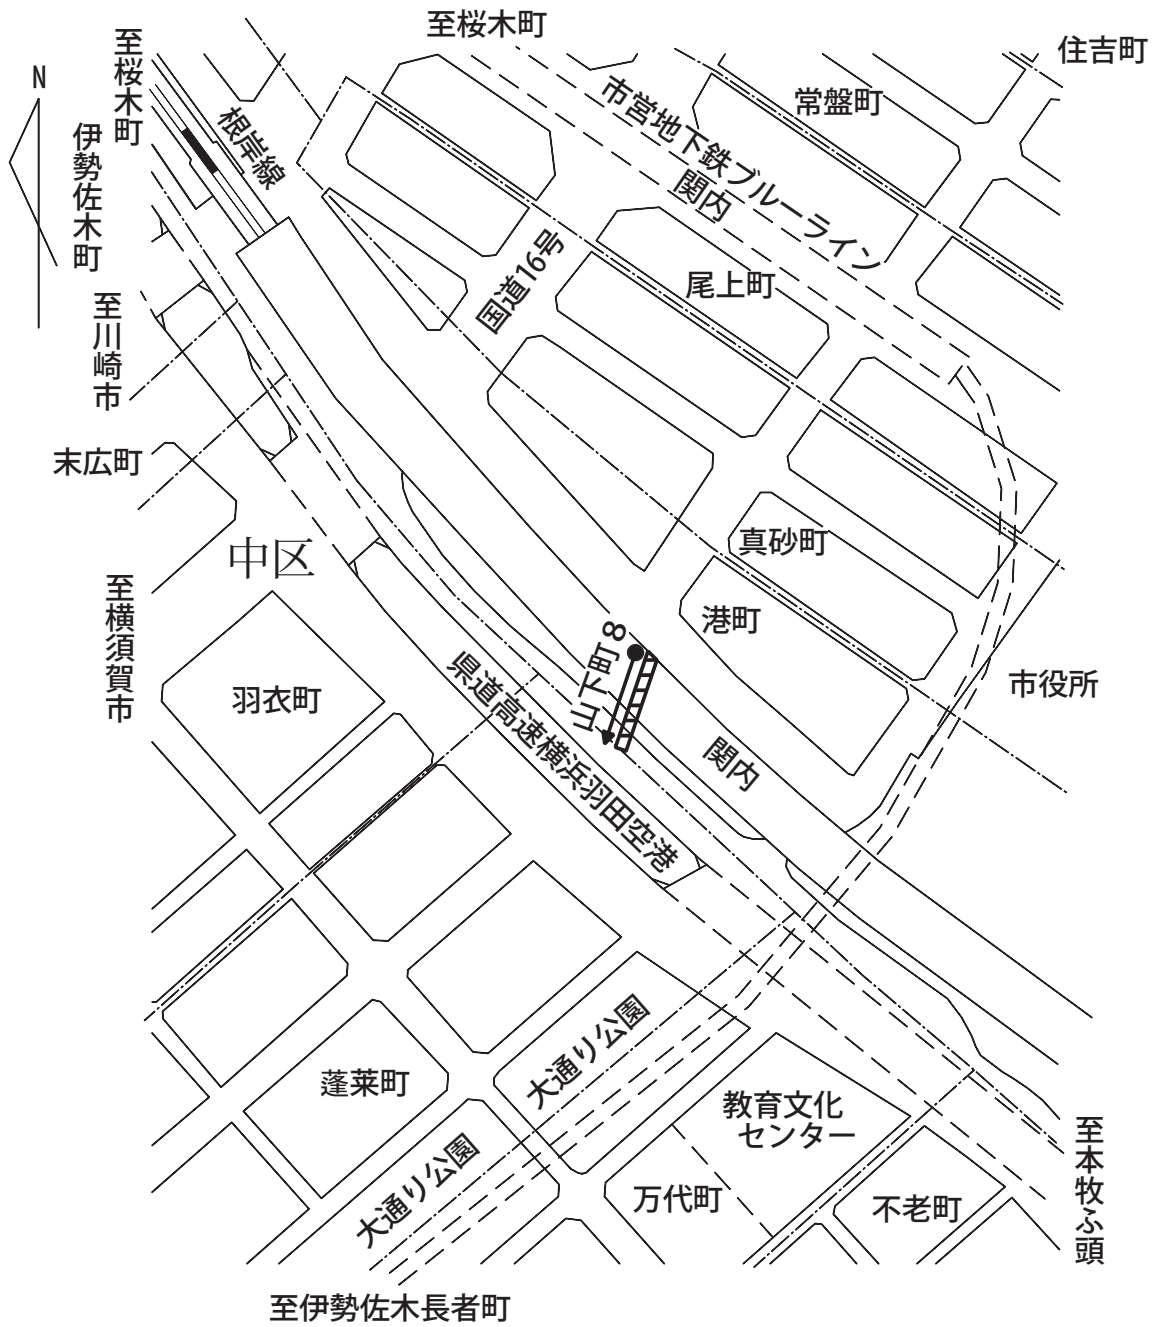 至桜木町
住吉町
至桜木町
N
伊勢佐木町
根岸線
市営地下鉄ブルーライン
関内
常盤町
国道16号
尾上町
至川崎市
末広町
中区
真砂町
港町
至横須賀市
羽衣町
山下町8
県道高速横浜羽田空港
関内
市役所
大通り公園
蓬莱町
教育文化
センター
大通り公園
万代町
不老町
至本牧ふ頭
至伊勢佐木長者町